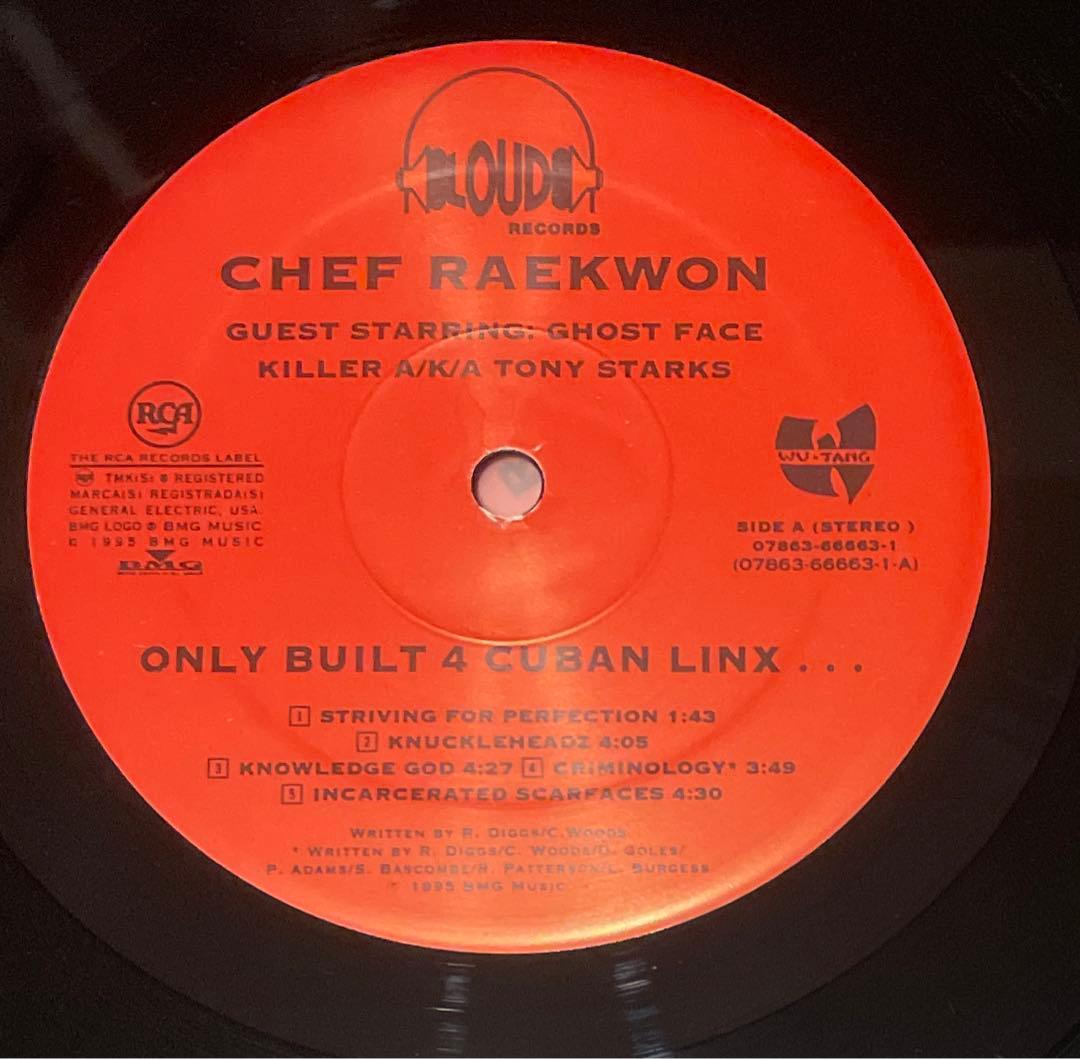 LOUD
RECORDS
CHEF RAEKWON
GUEST STARRING: GHOST FACE
KILLER A/K/A TONY STARKS
RCA
THE RCA RECORDS LABEL
TMK(S) ® REGISTERED
MARCA(S) REGISTRADA(S)
GENERAL ELECTRIC, USA.
BMG LOGO ® BMG MUSIC
© 1995 BMG MUSIC
BMG
WU-TANG
SIDE A (STEREO )
07863-66663-1
(07863-66663-1-A)
ONLY BUILT 4 CUBAN LINX . . .
1 STRIVING FOR PERFECTION 1:43
2 KNUCKLEHEADZ 4:05
3 KNOWLEDGE GOD 4:27 4 CRIMINOLOGY* 3:49
5 INCARCERATED SCARFACES 4:30
WRITTEN BY R. DIGGS/C.WOODS
* WRITTEN BY R. DIGGS/C. WOODS/D. COLES/
P. ADAMS/S. BASCOMBE/R. PATTERSON/L. BURGESS
1995 BMG MUSIC